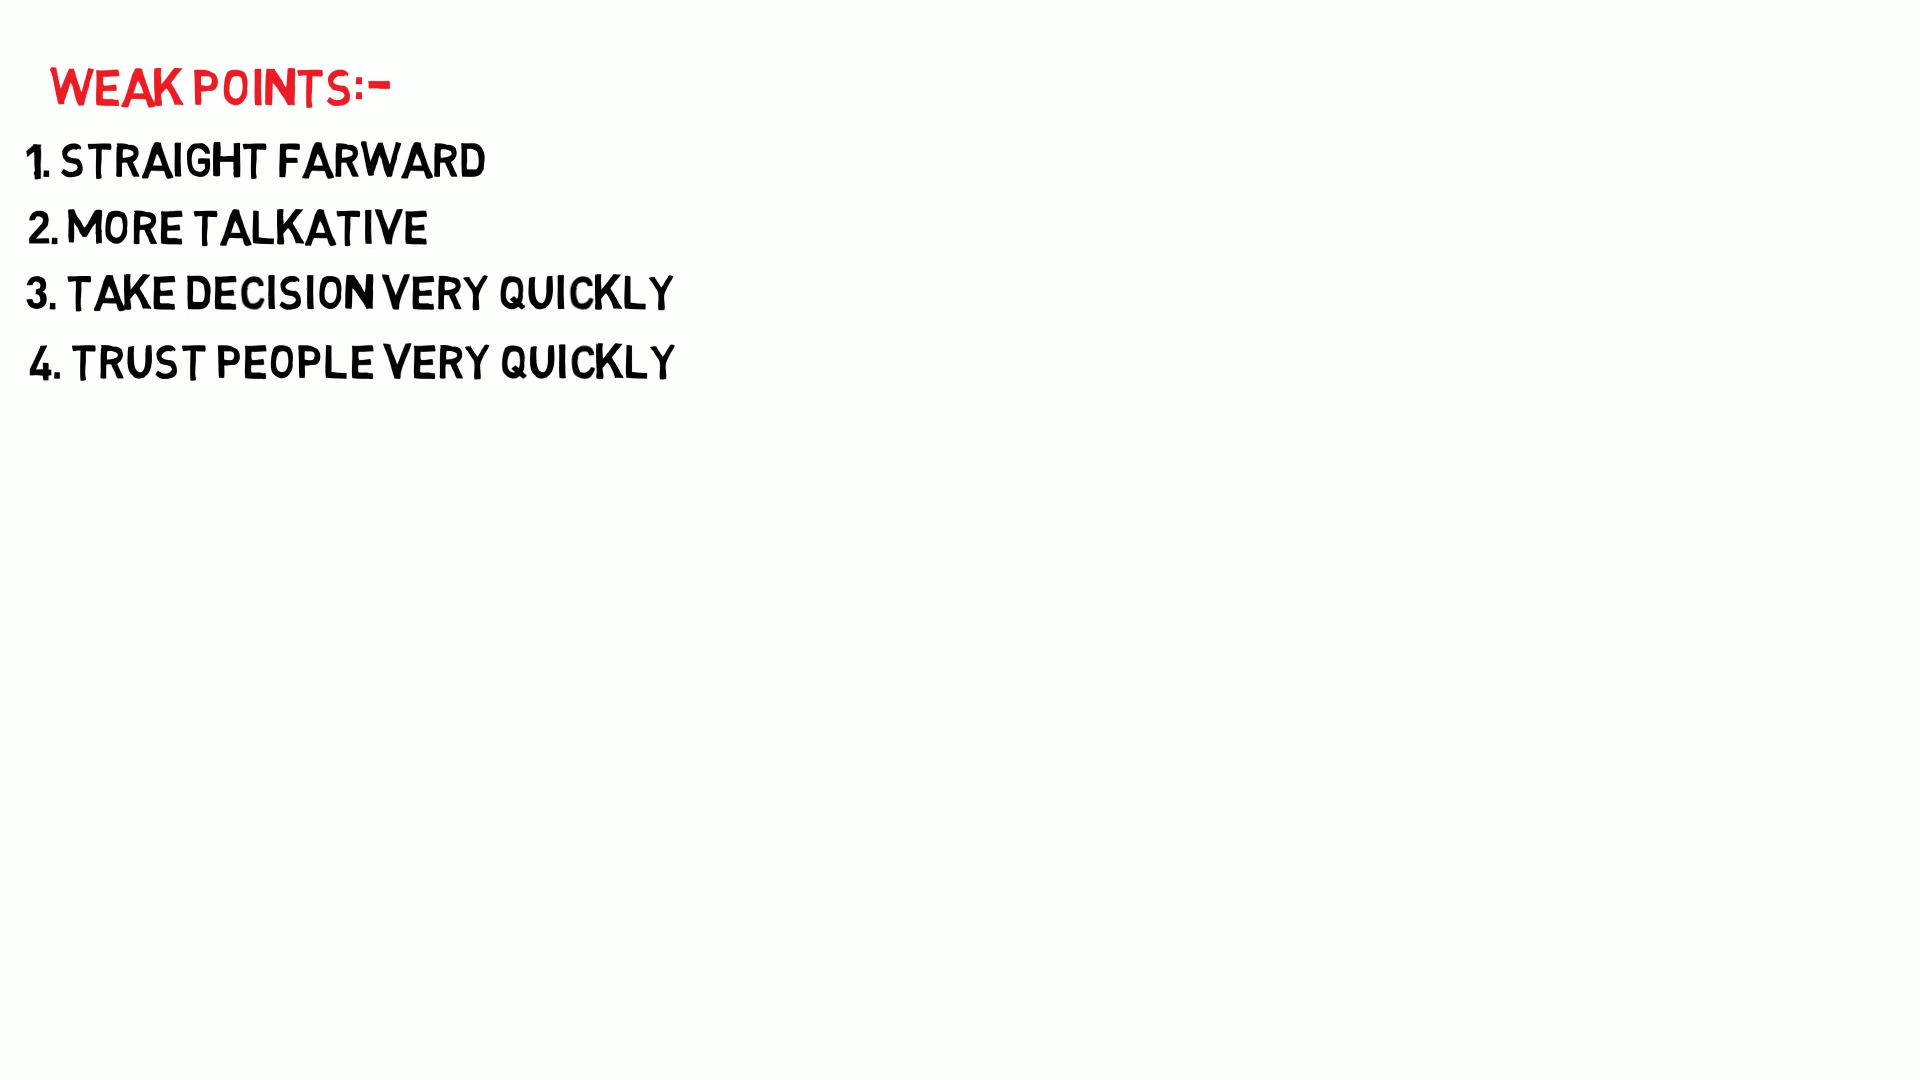 WEAK POINTS:-
1. STRAIGHT FARWARD
2. MORE TALKATIVE
3. TAKE DECISION VERY QUICKLY
4. TRUST PEOPLE VERY QUICKLY